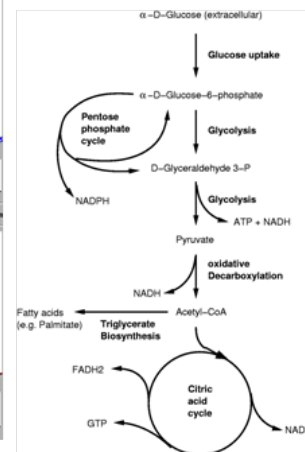 α-D-Glucose (extracellular)
Glucose uptake
α-D-Glucose-6-phosphate
Pentose
phosphate
cycle
Glycolysis
D-Glyceraldehyde 3-P
NADPH
Glycolysis
ATP + NADH
Pyruvate
oxidative
Decarboxylation
NADH
Fatty acids
(e.g. Palmitate)
Acetyl-CoA
Triglycerate
Biosynthesis
FADH2
Citric
acid
cycle
GTP
NAD